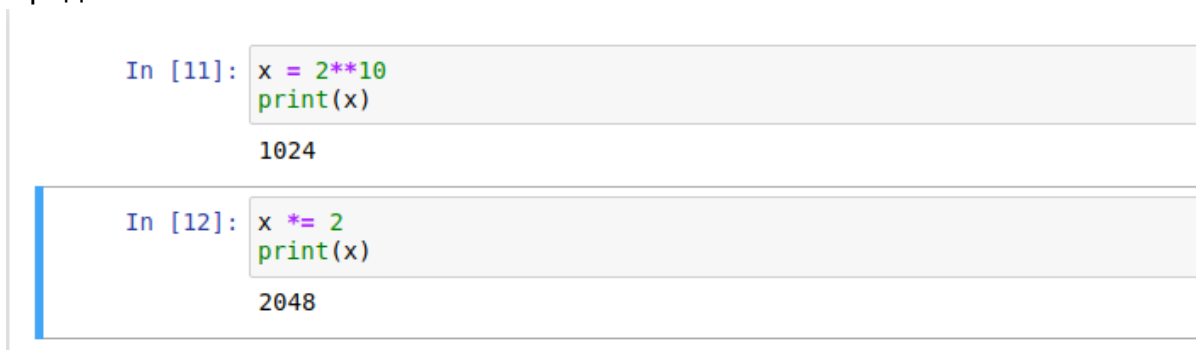 In [11]: x = 2**10
print(x)
1024
In [12]: x *= 2
print(x)
2048